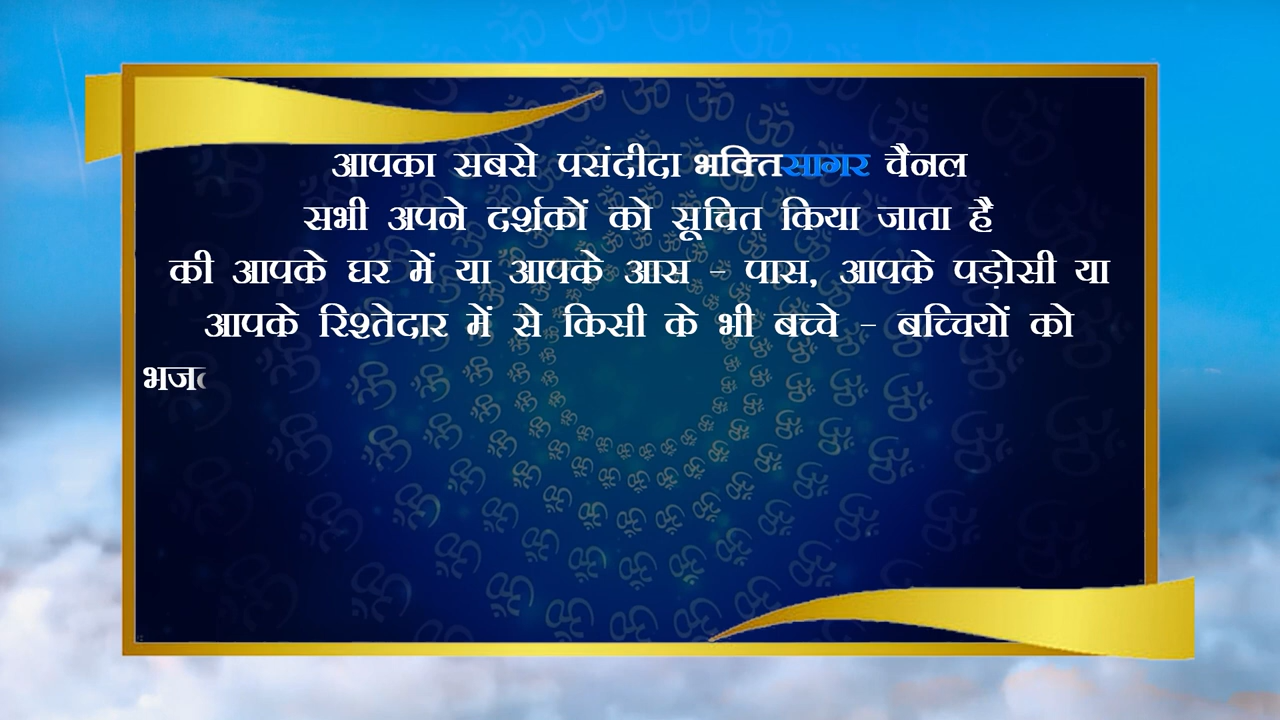 आपका सबसे पसंदीदा भक्तिसागर चैनल
सभी अपने दर्शकों को सूचित किया जाता है
की आपके घर में या आपके आस - पास, आपके पड़ोसी या
आपके रिश्तेदार में से किसी के भी बच्चे - बच्चियों को